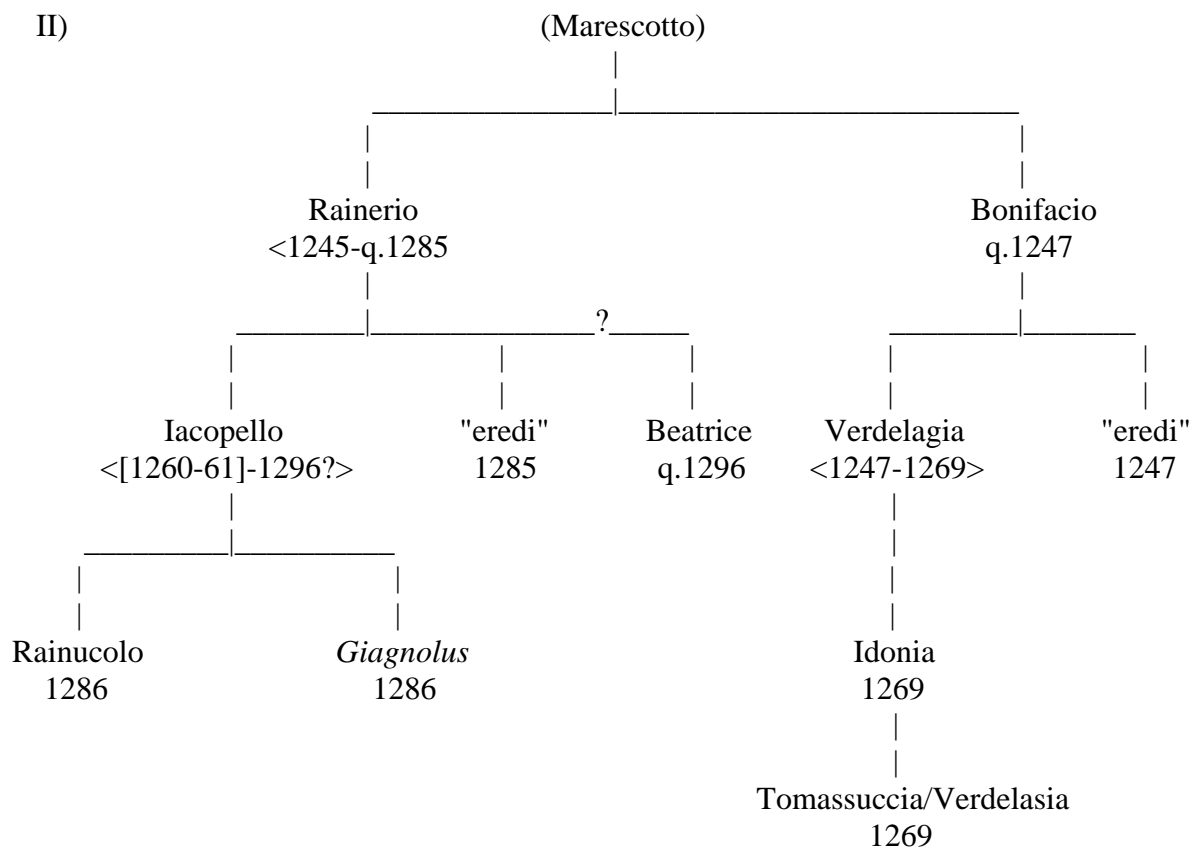 II) (Marescotto)
Rainerio Bonifacio
<1245-q.1285 q.1247
?
Iacopello "eredi" Beatrice Verdelagia "eredi"
<[1260-61]-1296?> 1285 q.1296 <1247-1269> 1247
Rainucolo Giagnolus Idonia
1286 1286 1269
Tomassuccia/Verdelasia
1269